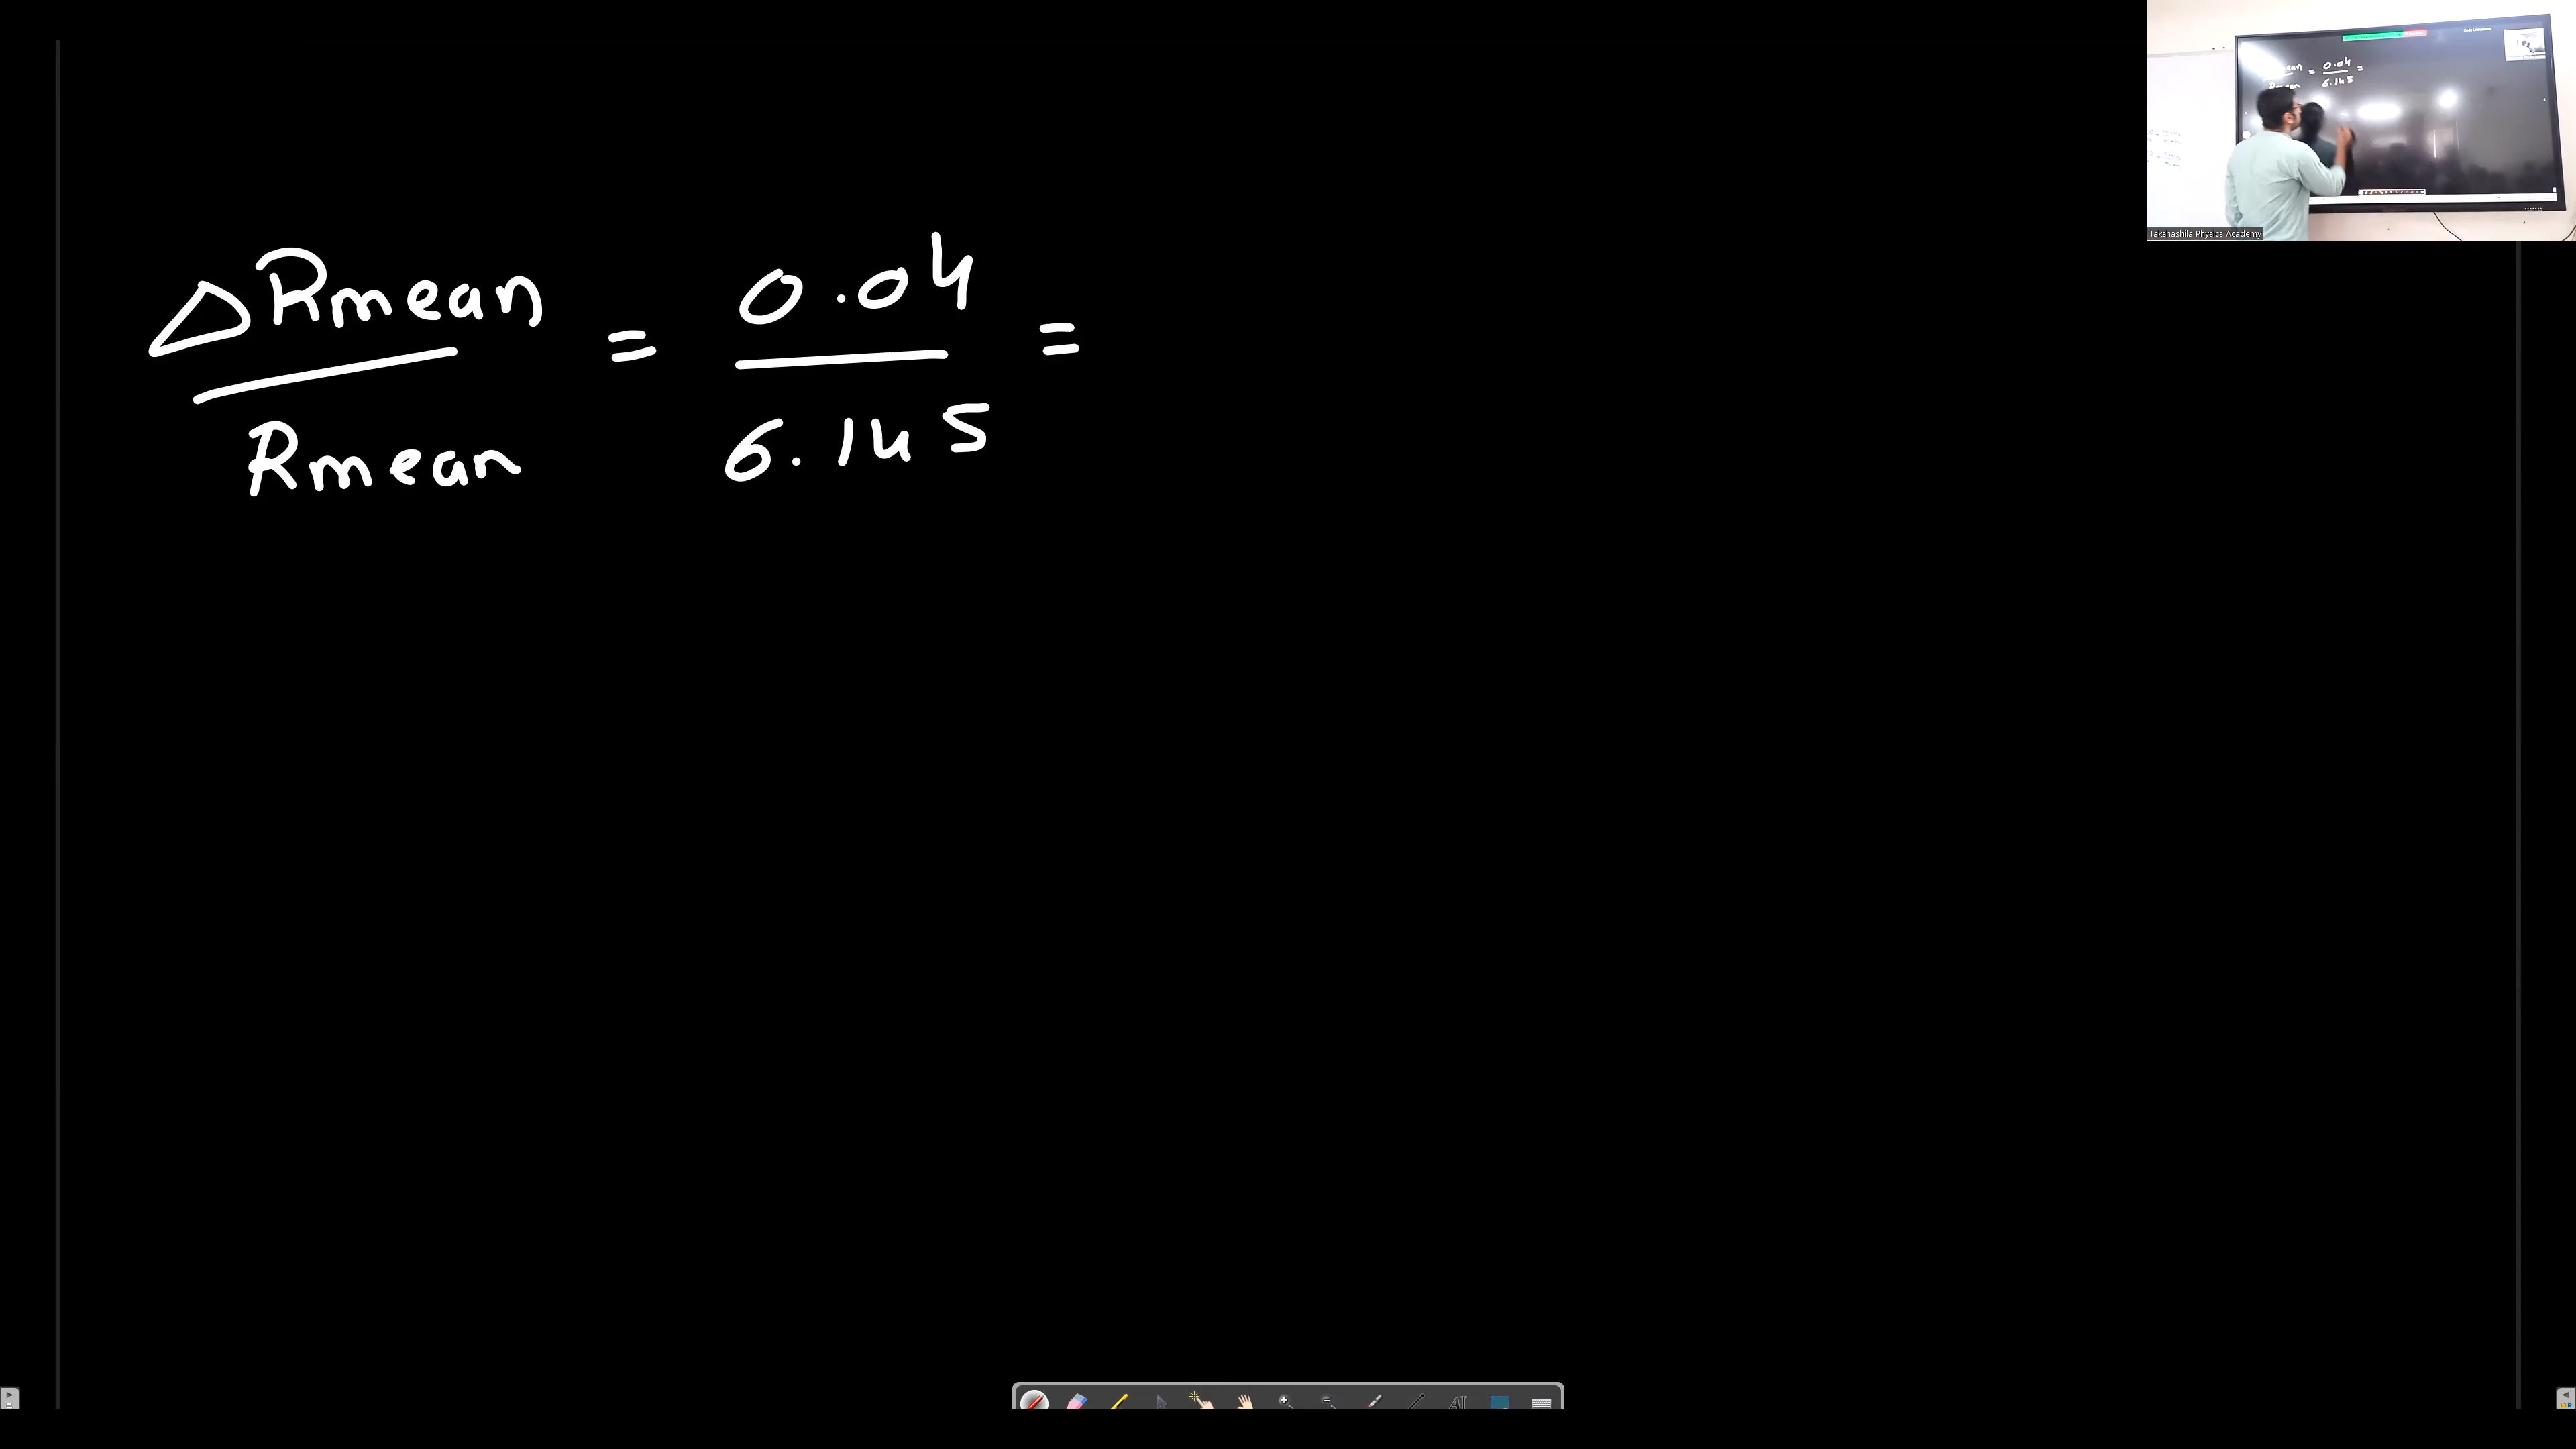 ΔRmean / Rmean = 0.04 / 6.145 =
Takshashila Physics Academy